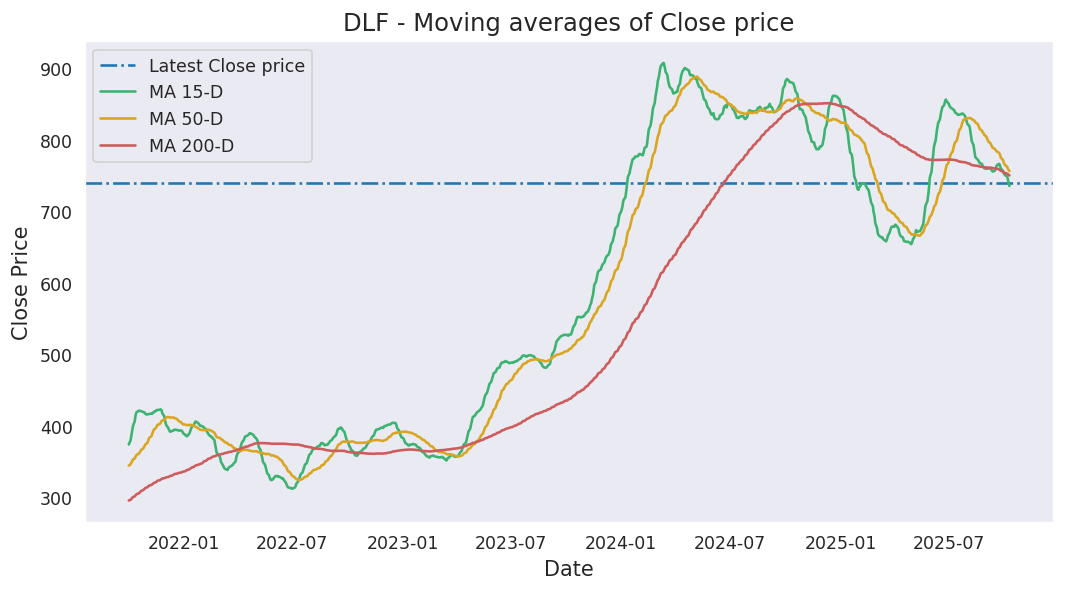 DLF - Moving averages of Close price
Latest Close price
MA 15-D
MA 50-D
MA 200-D
Close Price
900
800
700
600
500
400
300
2022-01 2022-07 2023-01 2023-07 2024-01 2024-07 2025-01 2025-07
Date